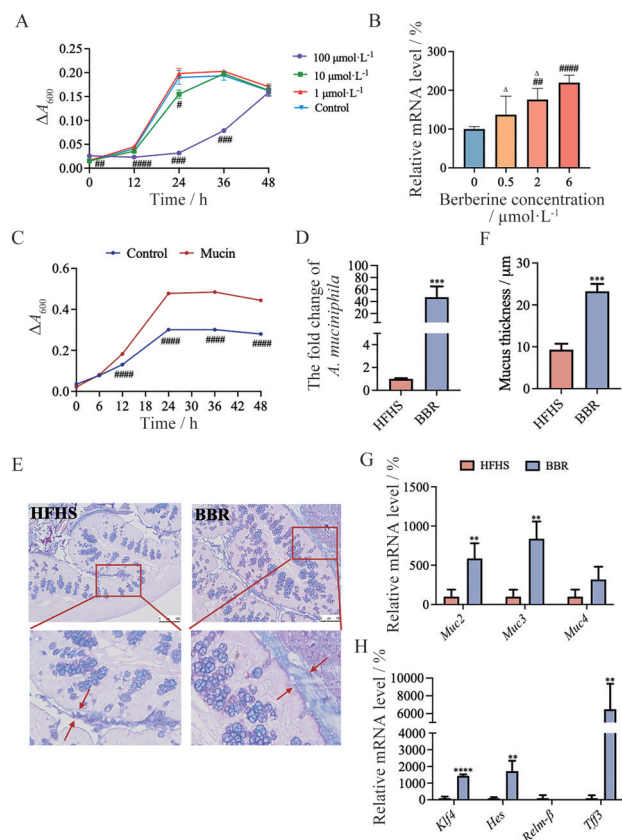 A
ΔA600
0.25
0.20
0.15
0.10
0.05
0.00
0 12 24 36 48
Time / h
## #### # ### ###
100 μmol·L-1
10 μmol·L-1
1 μmol·L-1
Control
B
Relative mRNA level / %
300
200
100
0
Δ Δ ## ####
0 0.5 2 6
Berberine concentration
/ μmol·L-1
C
Control Mucin
ΔA600
0.6
0.4
0.2
0.0
#### #### #### ####
0 6 12 18 24 30 36 42 48
Time / h
D
The fold change of
A. muciniphila
100
80
60
40
20
4
2
0
***
HFHS BBR
F
Mucus thickness / μm
30
20
10
0
***
HFHS BBR
E
HFHS
BBR
G
HFHS BBR
Relative mRNA level / %
1500
1000
500
0
** **
Muc2 Muc3 Muc4
H
Relative mRNA level / %
10000
8000
6000
4000
2000
0
**** ** **
Klf4 Hes Relm-β Tff3